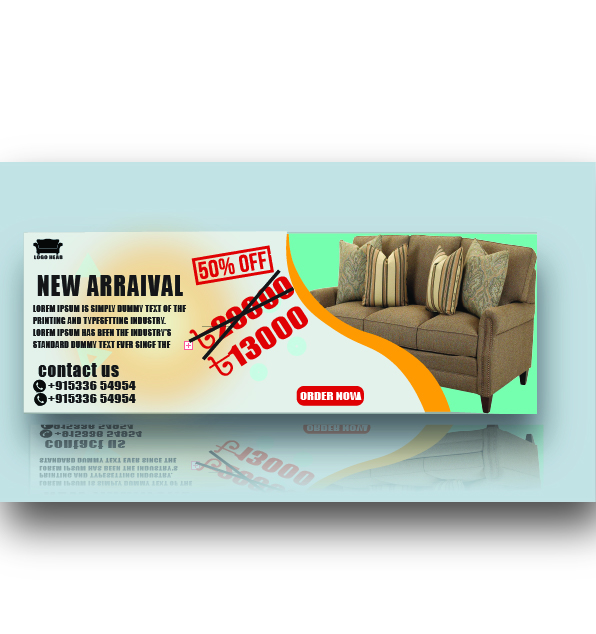 LOGO HEAR
NEW ARRAIVAL
LOREM IPSUM IS SIMPLY DUMMY TEXT OF THE
PRINTING AND TYPESETTING INDUSTRY.
LOREM IPSUM HAS BEEN THE INDUSTRY'S
STANDARD DUMMY TEXT EVER SINCE THE
contact us
+915336 54954
+915336 54954
50% OFF
৳20000
৳13000
ORDER NOW